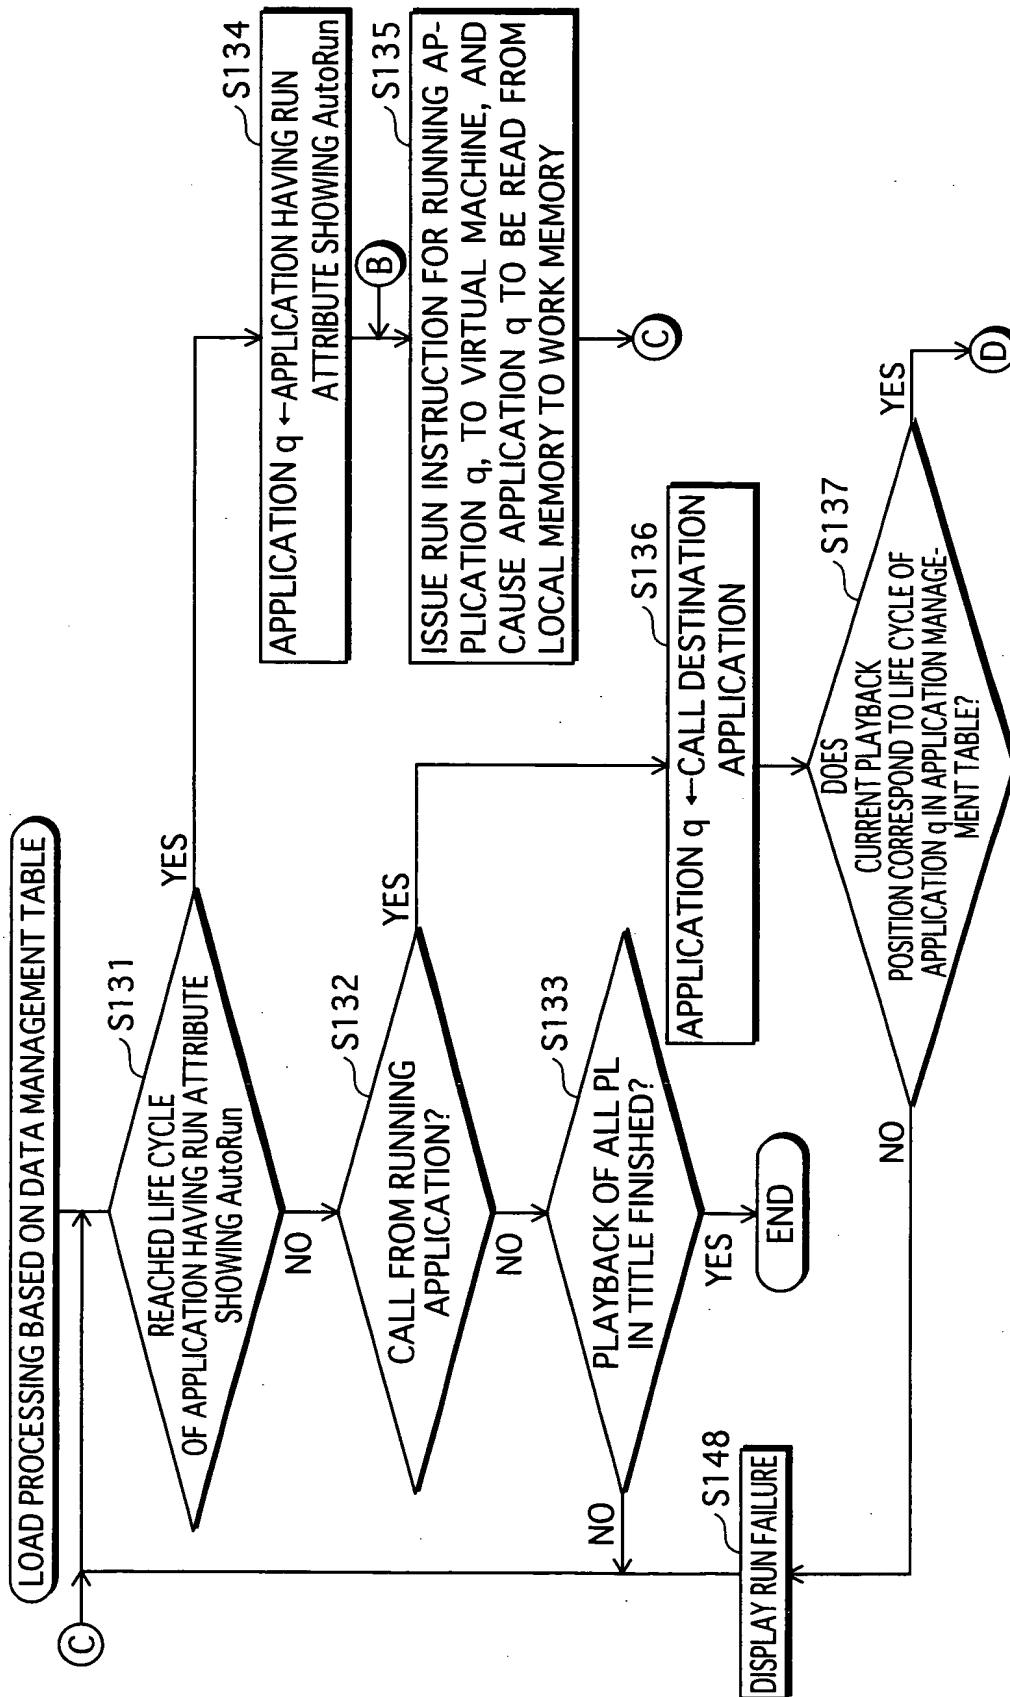 LOAD PROCESSING BASED ON DATA MANAGEMENT TABLE
C
S131
REACHED LIFE CYCLE
OF APPLICATION HAVING RUN ATTRIBUTE
SHOWING AutoRun
YES
NO
S134
APPLICATION q ←APPLICATION HAVING RUN
ATTRIBUTE SHOWING AutoRun
B
S135
ISSUE RUN INSTRUCTION FOR RUNNING AP-
PLICATION q, TO VIRTUAL MACHINE, AND
CAUSE APPLICATION q TO BE READ FROM
LOCAL MEMORY TO WORK MEMORY
C
S132
CALL FROM RUNNING
APPLICATION?
YES
NO
S133
PLAYBACK OF ALL PL
IN TITLE FINISHED?
NO
YES
END
S136
APPLICATION q ←CALL DESTINATION
APPLICATION
S137
DOES
CURRENT PLAYBACK
POSITION CORRESPOND TO LIFE CYCLE OF
APPLICATION q IN APPLICATION MANAGE-
MENT TABLE?
YES
D
NO
S148
DISPLAY RUN FAILURE